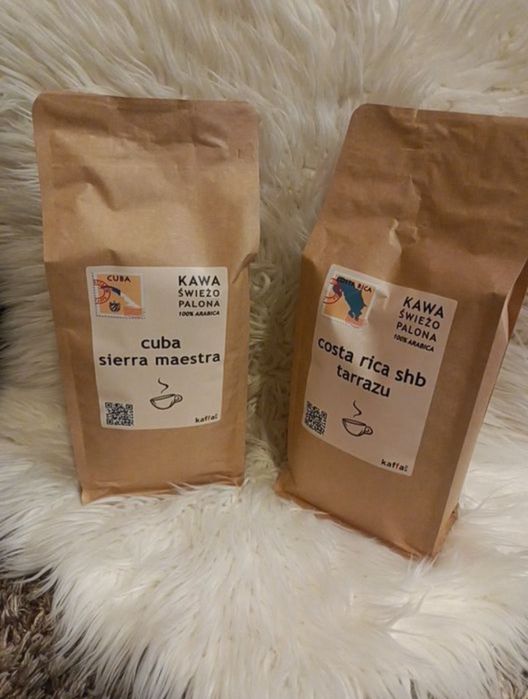 CUBA
KAWA
ŚWIEŻO
PALONA
100% ARABICA
cuba
sierra maestra
kaffa
COSTA RICA
KAWA
ŚWIEŻO
PALONA
100% ARABICA
costa rica shb
tarrazu
kaffa